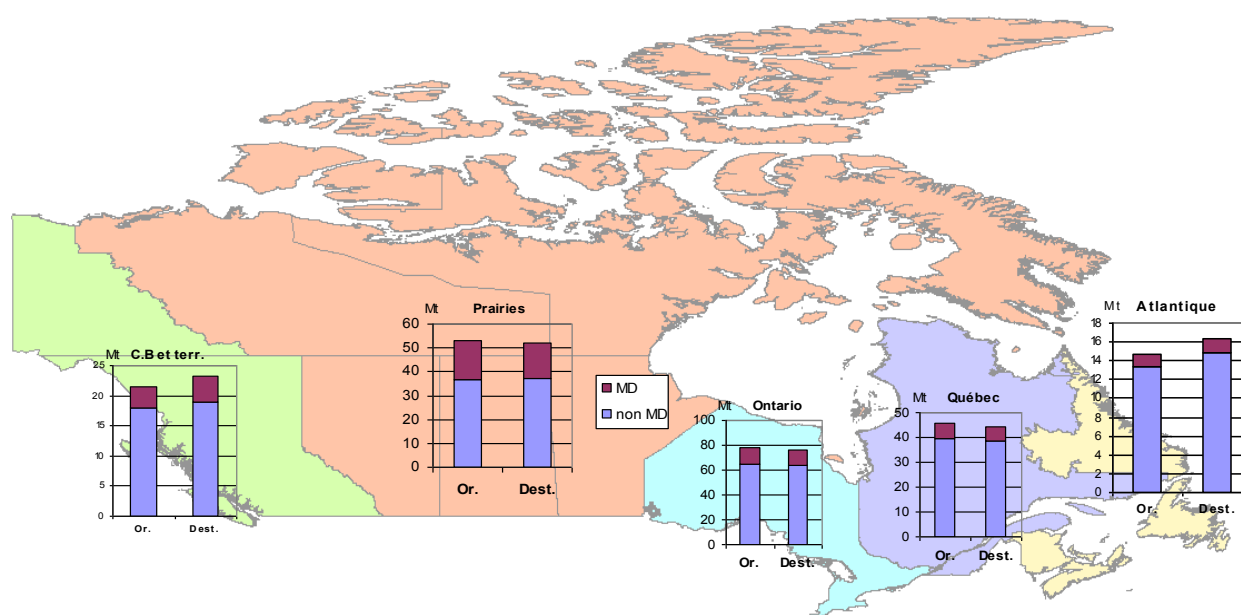 Mt C.B et terr.
25
20
15
10
5
0
Or. Dest.
Mt Prairies
60
50
40
30
20
10
0
Or. Dest.
MD
non MD
Mt Ontario
100
80
60
40
20
0
Or. Dest.
Mt Québec
50
40
30
20
10
0
Or. Dest.
Mt Atlantique
18
16
14
12
10
8
6
4
2
0
Or. Dest.